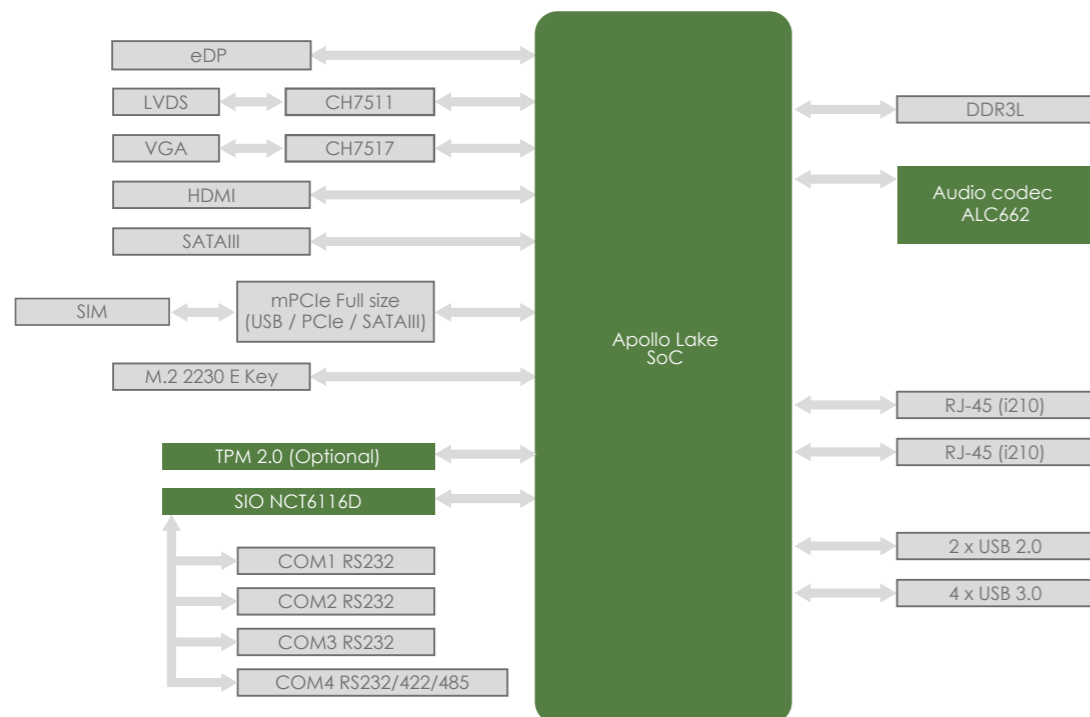 eDP
LVDS
CH7511
VGA
CH7517
HDMI
SATAIII
SIM
mPCIe Full size
(USB / PCIe / SATAIII)
M.2 2230 E Key
TPM 2.0 (Optional)
SIO NCT6116D
COM1 RS232
COM2 RS232
COM3 RS232
COM4 RS232/422/485
Apollo Lake
SoC
DDR3L
Audio codec
ALC662
RJ-45 (i210)
RJ-45 (i210)
2 x USB 2.0
4 x USB 3.0